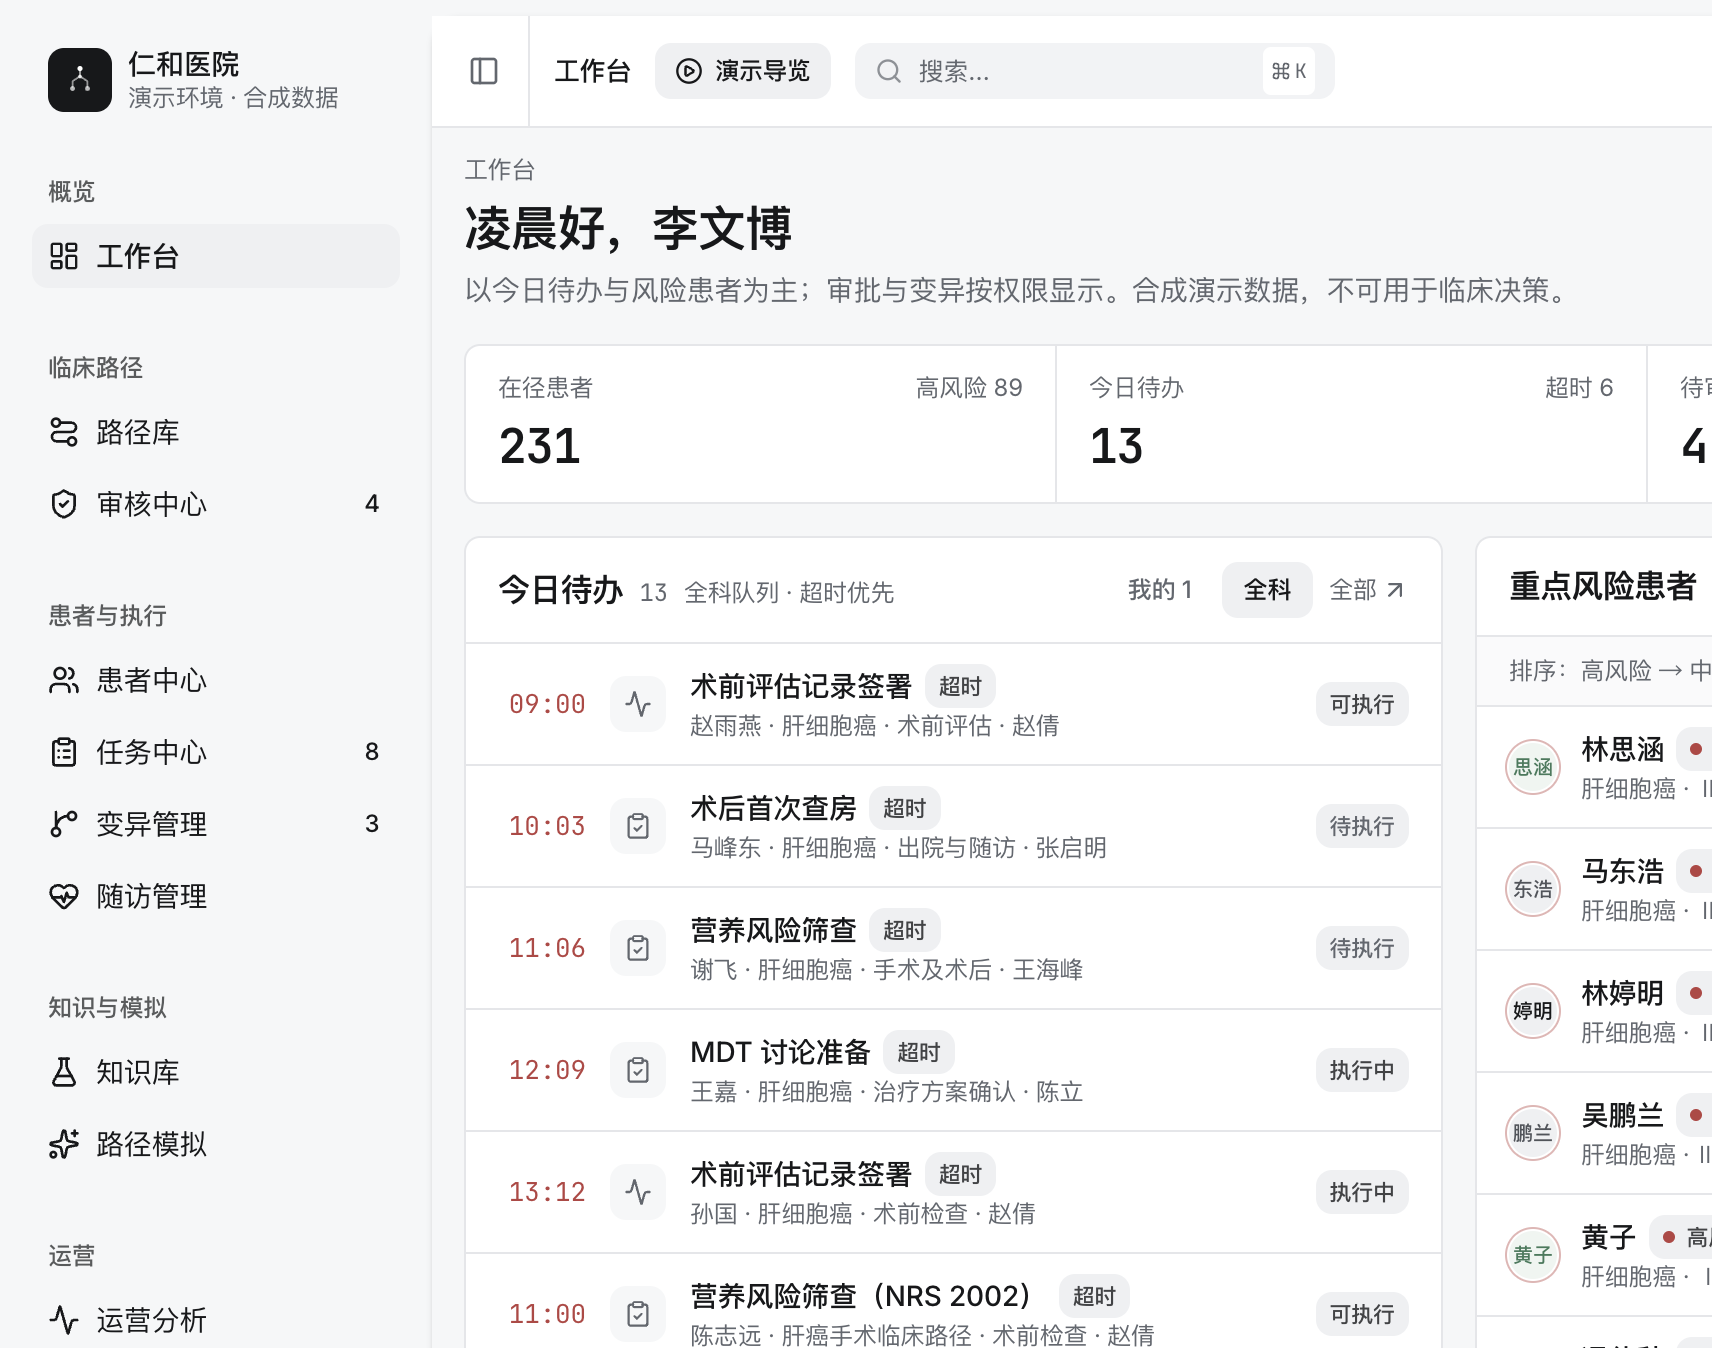 仁和医院
演示环境 · 合成数据
概览
工作台
临床路径
路径库
审核中心 4
患者与执行
患者中心
任务中心 8
变异管理 3
随访管理
知识与模拟
知识库
路径模拟
运营
运营分析
工作台 演示导览 搜索... ⌘K
工作台
凌晨好，李文博
以今日待办与风险患者为主；审批与变异按权限显示。合成演示数据，不可用于临床决策。
在径患者 高风险 89
231
今日待办 超时 6
13
待
4
今日待办 13 全科队列 · 超时优先 我的 1 全科 全部
09:00 术前评估记录签署 超时 可执行
赵雨燕 · 肝细胞癌 · 术前评估 · 赵倩
10:03 术后首次查房 超时 待执行
马峰东 · 肝细胞癌 · 出院与随访 · 张启明
11:06 营养风险筛查 超时 待执行
谢飞 · 肝细胞癌 · 手术及术后 · 王海峰
12:09 MDT 讨论准备 超时 执行中
王嘉 · 肝细胞癌 · 治疗方案确认 · 陈立
13:12 术前评估记录签署 超时 执行中
孙国 · 肝细胞癌 · 术前检查 · 赵倩
11:00 营养风险筛查（NRS 2002） 超时 可执行
陈志远 · 肝癌手术临床路径 · 术前检查 · 赵倩
重点风险患者
排序：高风险 → 中
思涵 林思涵
肝细胞癌 ·
东浩 马东浩
肝细胞癌 ·
婷明 林婷明
肝细胞癌 ·
鹏兰 吴鹏兰
肝细胞癌 ·
黄子 黄子 高
肝细胞癌 ·